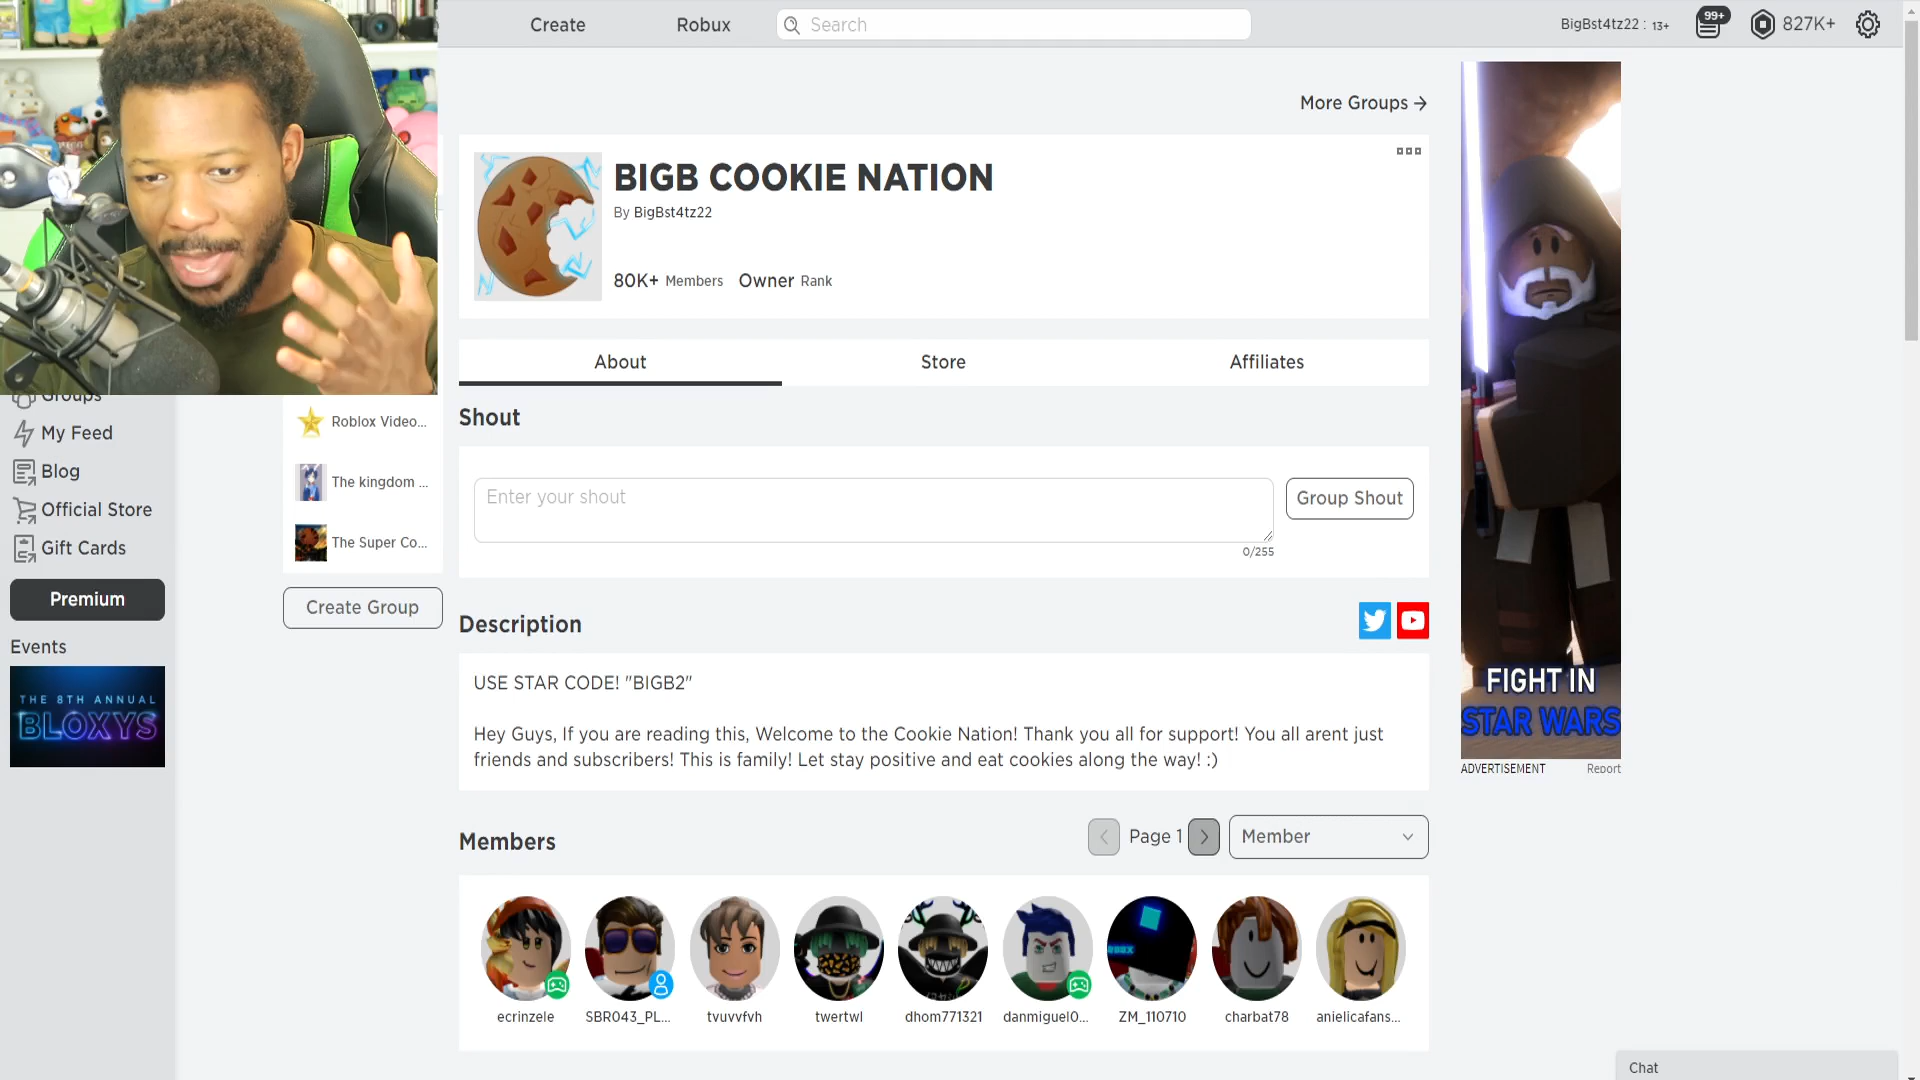 Create
Robux
Search
BigBst4tz22 : 13+
99+
827K+
More Groups →
BIGB COOKIE NATION
By BigBst4tz22
80K+ Members Owner Rank
About
Store
Affiliates
Groups
My Feed
Blog
Official Store
Gift Cards
Premium
Events
THE 8TH ANNUAL
BLOXYS
Roblox Video...
The kingdom ...
The Super Co...
Create Group
Shout
Enter your shout
Group Shout
0/255
Description
USE STAR CODE! "BIGB2"
Hey Guys, If you are reading this, Welcome to the Cookie Nation! Thank you all for support! You all arent just
friends and subscribers! This is family! Let stay positive and eat cookies along the way! :)
Members
Page 1
Member
ecrinzele
SBR043_PL...
tvuvvfvh
twertwl
dhom771321
danmiguel0...
ZM_110710
charbat78
anielicafans...
FIGHT IN
STAR WARS
ADVERTISEMENT
Report
Chat